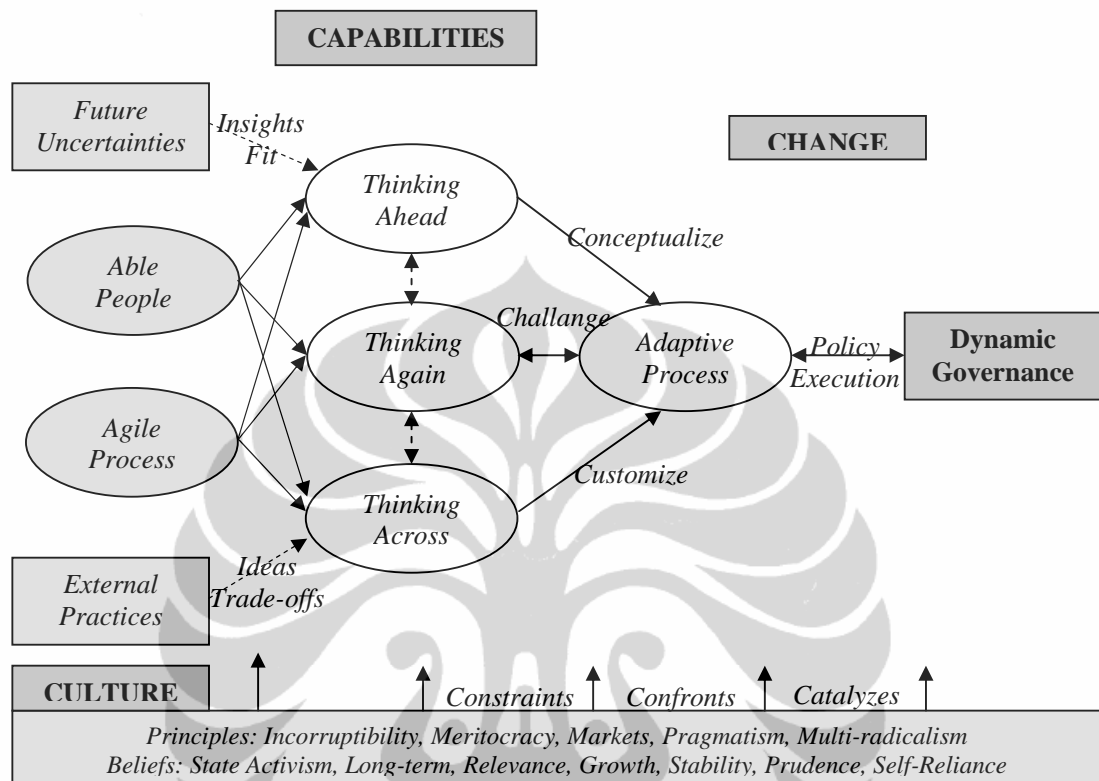 CAPABILITIES
Future
Uncertainties
Insights
Fit
CHANGE
Thinking
Ahead
Conceptualize
Able
People
Challange
Thinking
Again
Adaptive
Process
Policy
Execution
Dynamic
Governance
Agile
Process
Customize
Thinking
Across
External
Practices
Ideas
Trade-offs
CULTURE
Constraints
Confronts
Catalyzes
Principles: Incorruptibility, Meritocracy, Markets, Pragmatism, Multi-radicalism
Beliefs: State Activism, Long-term, Relevance, Growth, Stability, Prudence, Self-Reliance